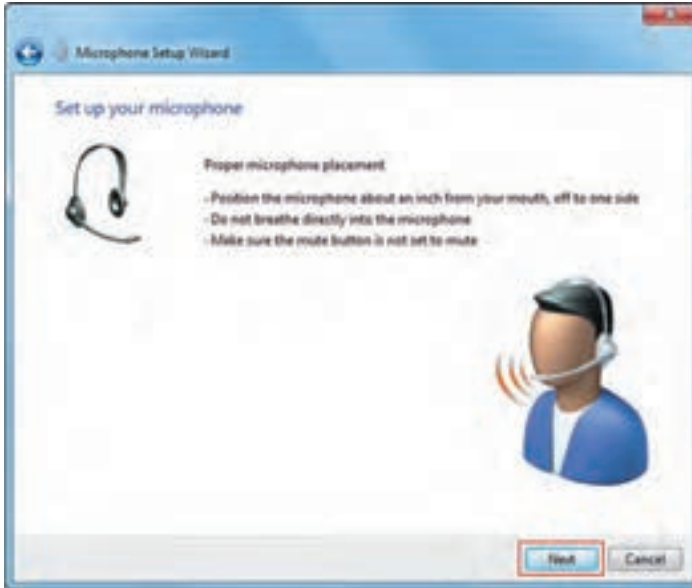 Microphone Setup Wizard
Set up your microphone
Proper microphone placement
- Position the microphone about an inch from your mouth, off to one side
- Do not breathe directly into the microphone
- Make sure the mute button is not set to mute
Next
Cancel